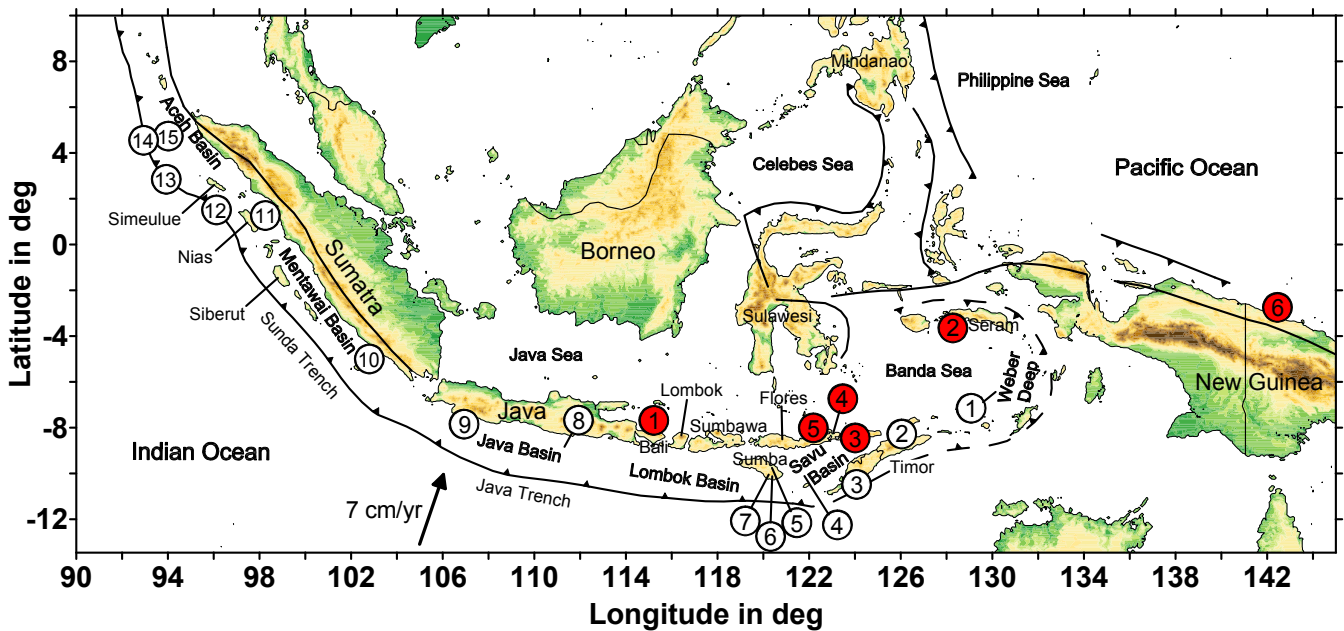 Mindanao
Philippine Sea
8
Aceh Basin
14
15
4
Celebes Sea
Pacific Ocean
13
Simeulue
12
11
0
Nias
Sumatra
Borneo
Mentawai Basin
Siberut
Sulawesi
2
Seram
6
-4
Sunda Trench
10
Java Sea
Banda Sea
Weber Deep
New Guinea
Lombok
Flores
4
1
Java
9
8
1
Bali
Sumbawa
5
3
2
-8
Indian Ocean
Java Basin
Sumba
Savu Basin
Timor
Lombok Basin
Java Trench
3
7 cm/yr
7
6
5
4
-12
90 94 98 102 106 110 114 118 122 126 130 134 138 142
Longitude in deg
Latitude in deg